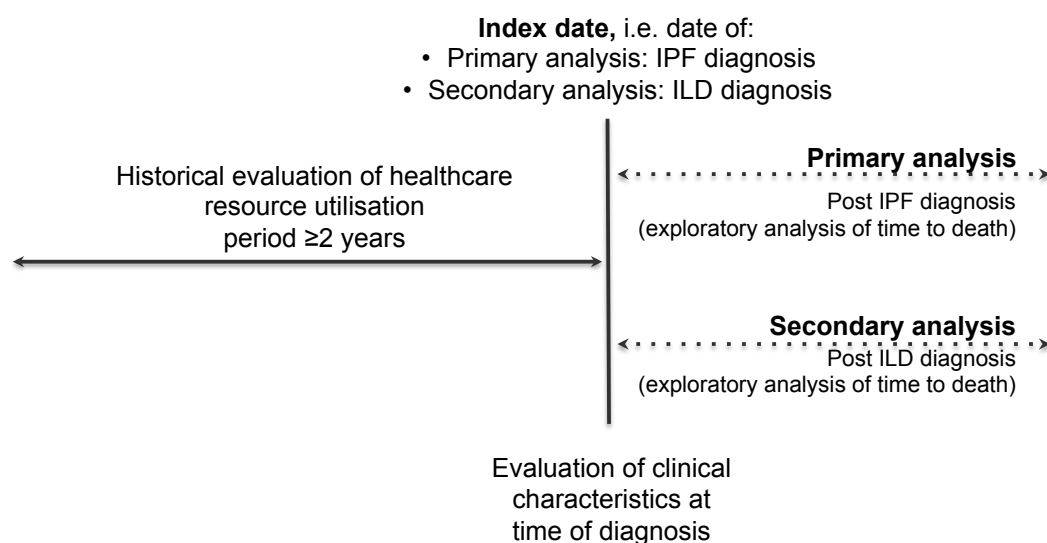 Index date, i.e. date of:
• Primary analysis: IPF diagnosis
• Secondary analysis: ILD diagnosis
Historical evaluation of healthcare
resource utilisation
period ≥2 years
Primary analysis
Post IPF diagnosis
(exploratory analysis of time to death)
Secondary analysis
Post ILD diagnosis
(exploratory analysis of time to death)
Evaluation of clinical
characteristics at
time of diagnosis